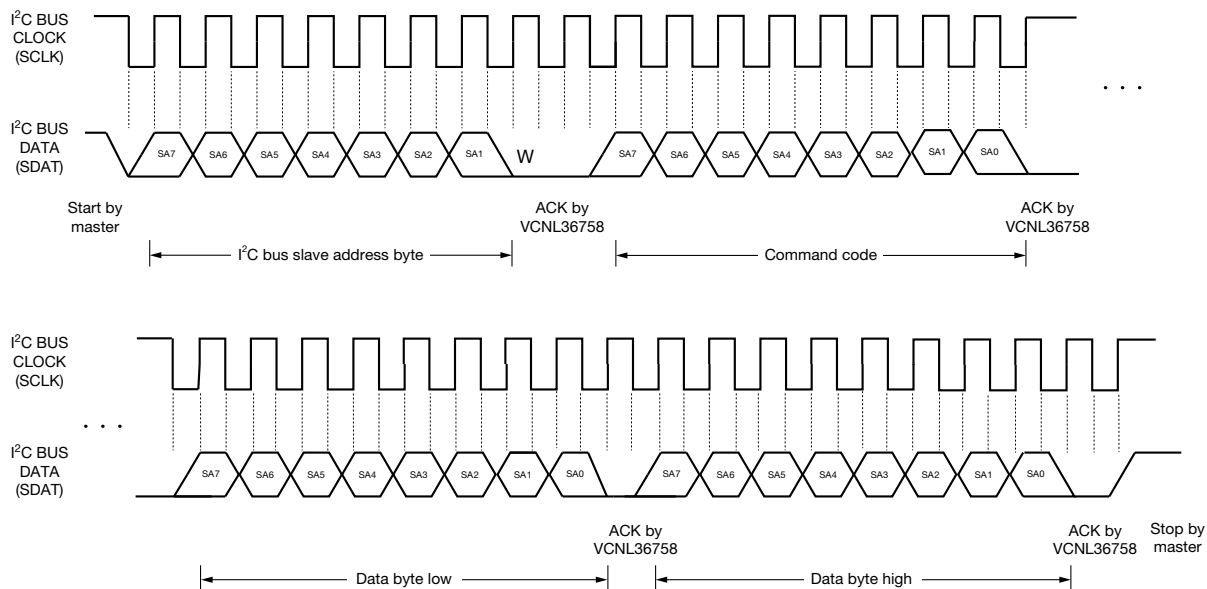 I²C BUS
CLOCK
(SCLK)
. . .
I²C BUS
DATA
(SDAT)
SA7 SA6 SA5 SA4 SA3 SA2 SA1 W SA7 SA6 SA5 SA4 SA3 SA2 SA1 SA0
Start by
master
ACK by
VCNL36758
ACK by
VCNL36758
I²C bus slave address byte
Command code
I²C BUS
CLOCK
(SCLK)
. . .
I²C BUS
DATA
(SDAT)
SA7 SA6 SA5 SA4 SA3 SA2 SA1 SA0 SA7 SA6 SA5 SA4 SA3 SA2 SA1 SA0
ACK by
VCNL36758
ACK by
VCNL36758
Stop by
master
Data byte low
Data byte high